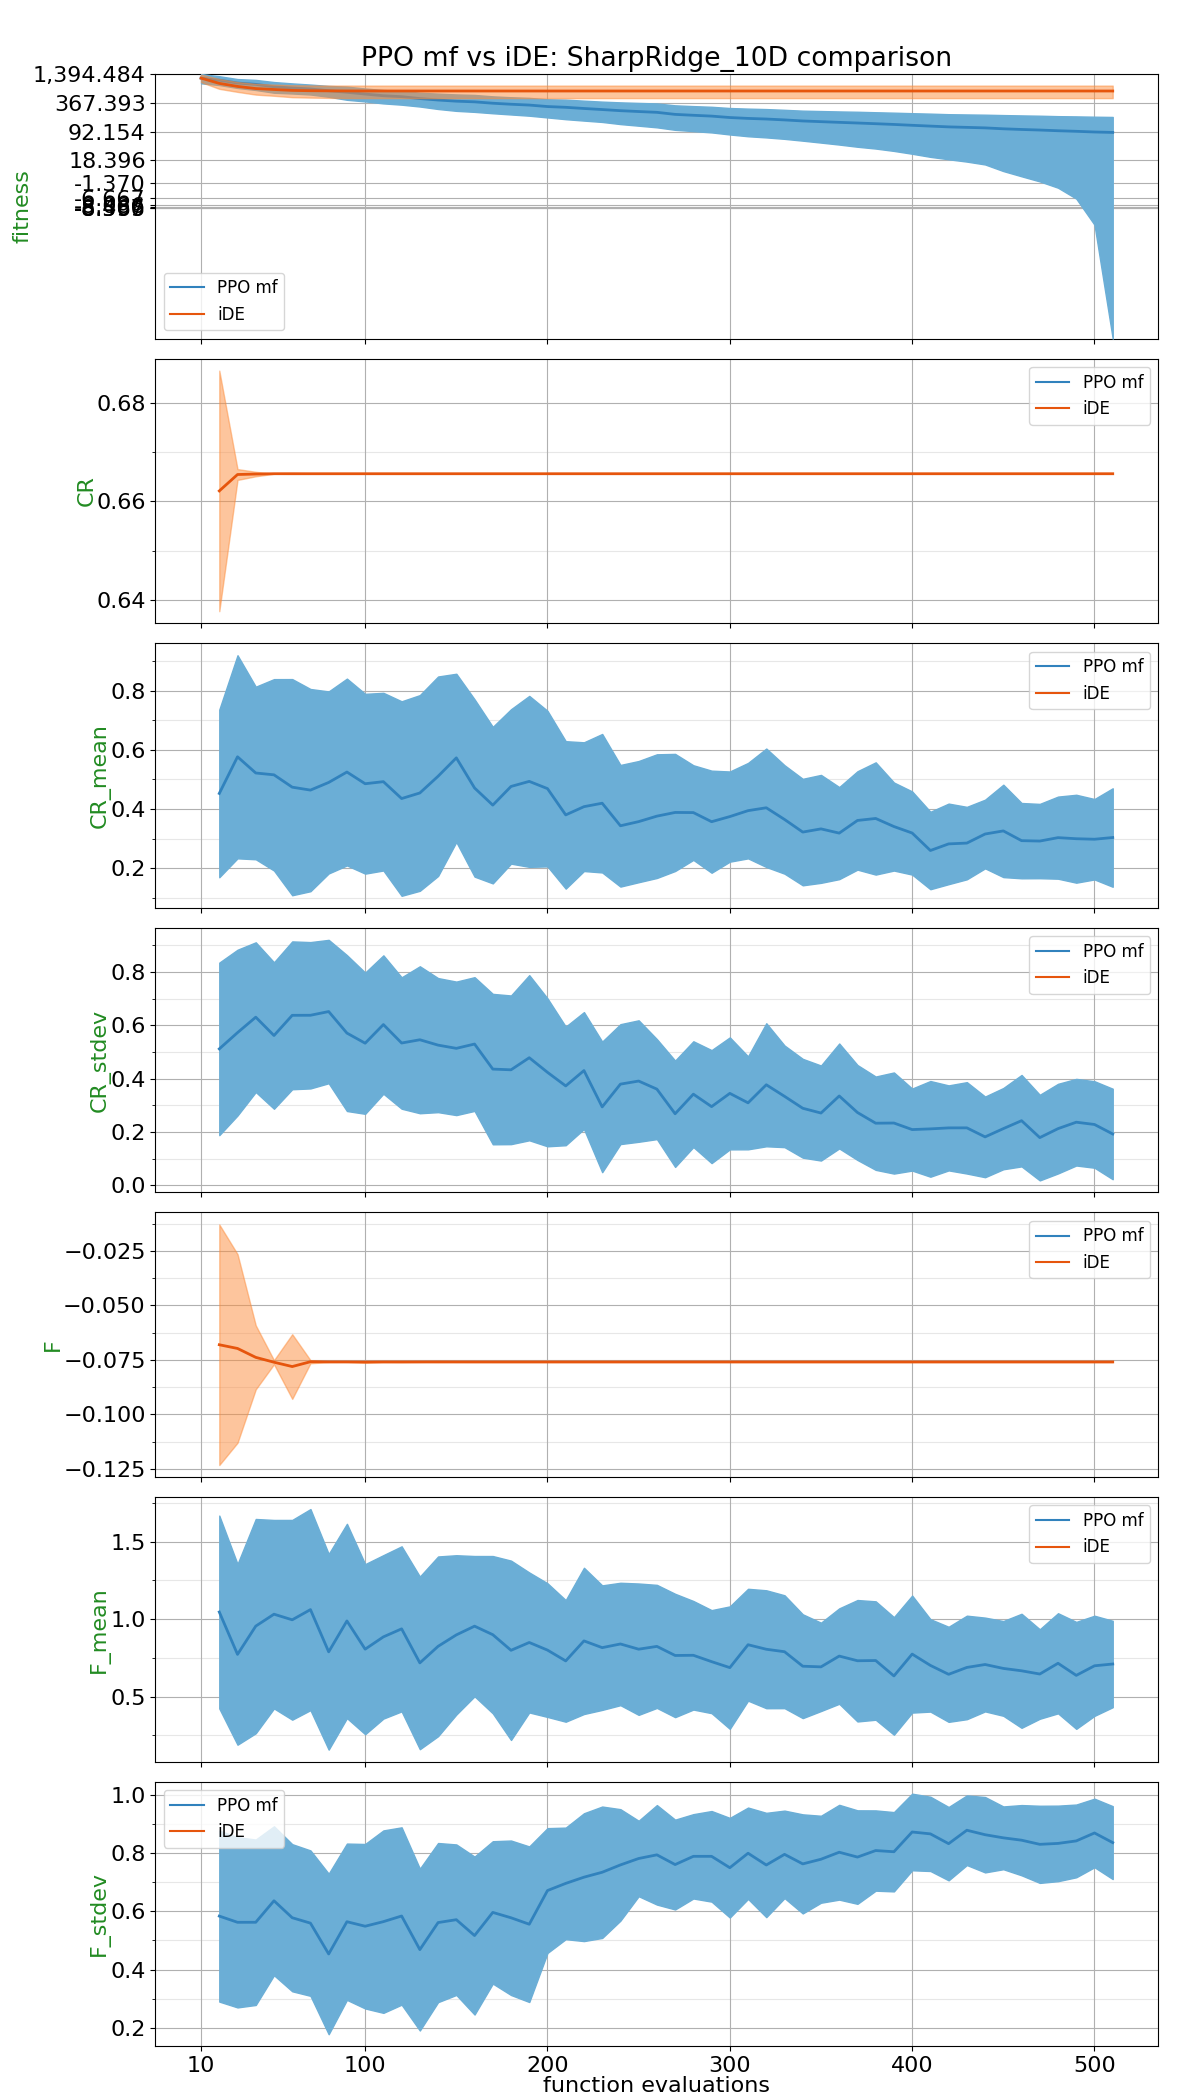 PPO mf vs iDE: SharpRidge_10D comparison
1,394.484
367.393
92.154
18.396
-1.370
-6.667
fitness
PPO mf
iDE
0.68
0.66
0.64
CR
PPO mf
iDE
0.8
0.6
0.4
0.2
CR_mean
PPO mf
iDE
0.8
0.6
0.4
0.2
0.0
CR_stdev
PPO mf
iDE
−0.025
−0.050
−0.075
−0.100
−0.125
F
PPO mf
iDE
1.5
1.0
0.5
F_mean
PPO mf
iDE
1.0
0.8
0.6
0.4
0.2
F_stdev
PPO mf
iDE
10 100 200 300 400 500
function evaluations